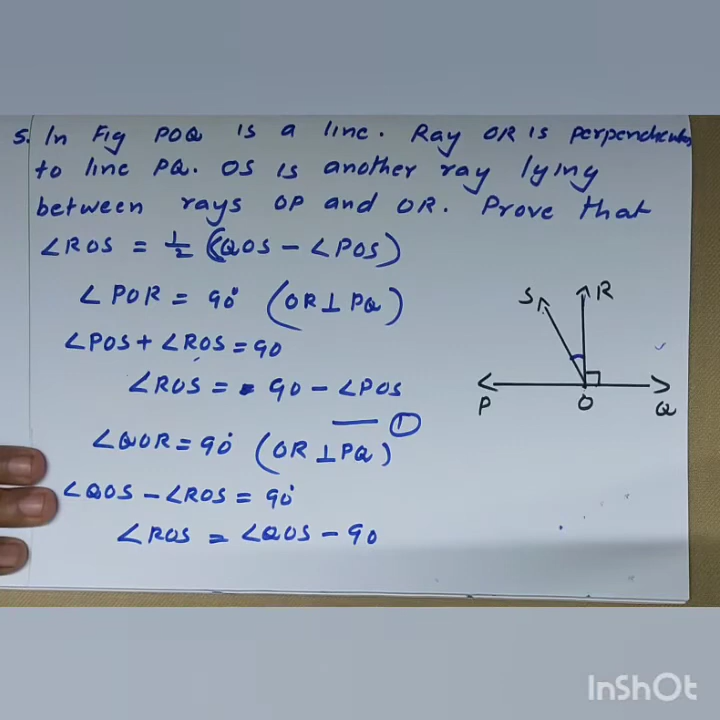 5. In Fig POQ is a line. Ray OR is perpendicular
to line PQ. OS is another ray lying
between rays OP and OR. Prove that
∠ROS = 1/2 (∠QOS − ∠POS)
∠POR = 90° (OR ⊥ PQ)
∠POS + ∠ROS = 90
∠ROS = 90 − ∠POS
— ①
∠QOR = 90° (OR ⊥ PQ)
∠QOS − ∠ROS = 90°
∠ROS = ∠QOS − 90
S R
P O Q
InShOt